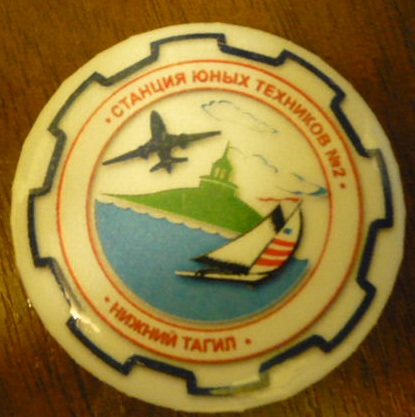 • СТАНЦИЯ ЮНЫХ ТЕХНИКОВ №2 •
• НИЖНИЙ ТАГИЛ •